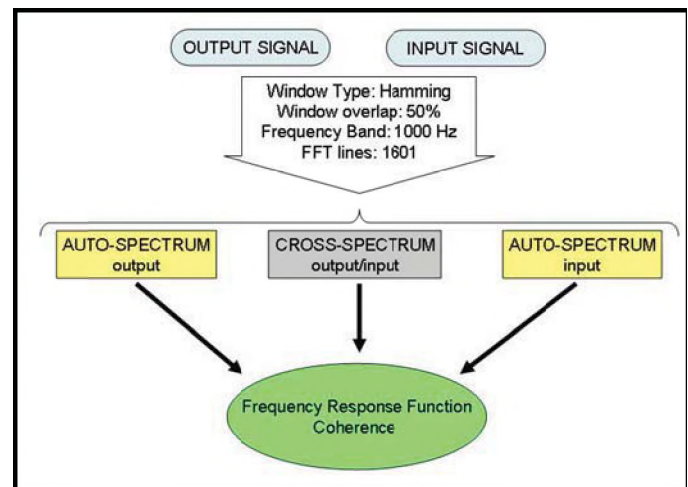 OUTPUT SIGNAL
INPUT SIGNAL
Window Type: Hamming
Window overlap: 50%
Frequency Band: 1000 Hz
FFT lines: 1601
AUTO-SPECTRUM
output
CROSS-SPECTRUM
output/input
AUTO-SPECTRUM
input
Frequency Response Function
Coherence